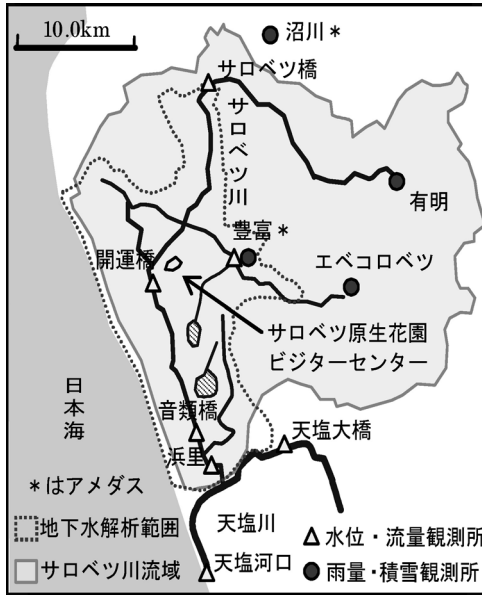 10.0km
沼川*
サロベツ橋
サロベツ川
有明
豊富*
開運橋
エベコロベツ
サロベツ原生花園
ビジターセンター
日本海
音類橋
浜里
天塩大橋
*はアメダス
地下水解析範囲
天塩川
水位・流量観測所
サロベツ川流域
天塩河口
雨量・積雪観測所